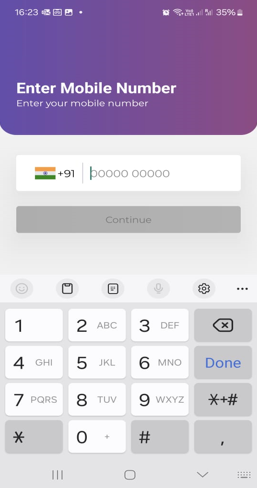 16:23 35%
Enter Mobile Number
Enter your mobile number
+91 00000 00000
Continue
1 2 ABC 3 DEF
4 GHI 5 JKL 6 MNO Done
7 PQRS 8 TUV 9 WXYZ *+#
* 0 + # ,